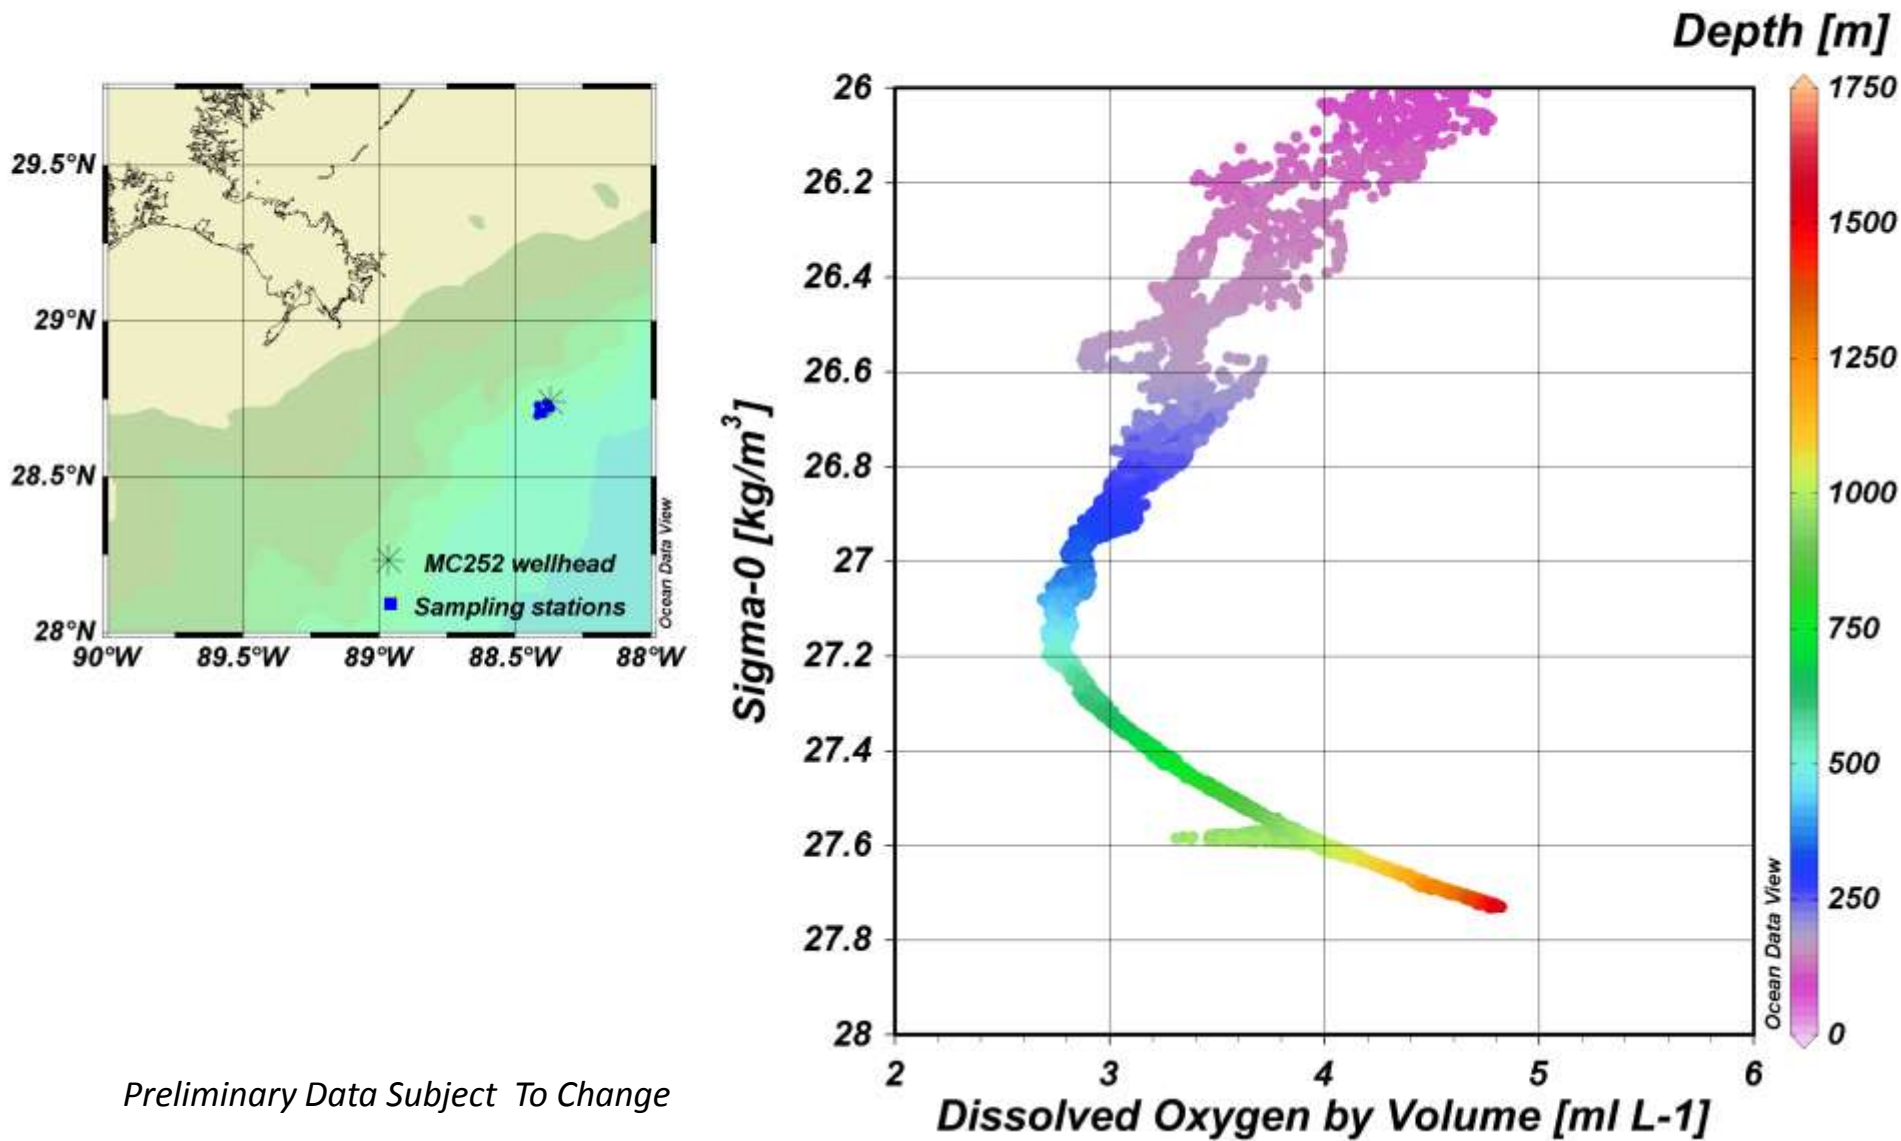 29.5°N
29°N
28.5°N
28°N
90°W 89.5°W 89°W 88.5°W 88°W
MC252 wellhead
Sampling stations
Ocean Data View
Preliminary Data Subject To Change
Sigma-0 [kg/m³]
26
26.2
26.4
26.6
26.8
27
27.2
27.4
27.6
27.8
28
2 3 4 5 6
Dissolved Oxygen by Volume [ml L-1]
Ocean Data View
Depth [m]
1750
1500
1250
1000
750
500
250
0